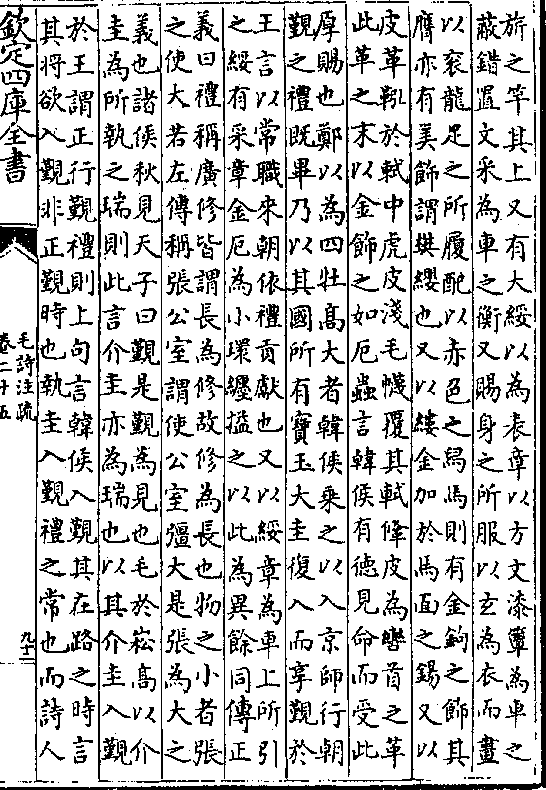 旂之竿其上又有大綏以為表章以方文漆簟為車之
蔽錯置文采為車之衡又賜身之所服以玄為衣而畫
以衮龍足之所履配以赤色之舄馬則有金鉤之飾其
膺亦有美飾謂樊纓也又以縷金加於馬面之錫又以
皮革鞃於軾中虎皮淺毛幭覆其軾鞗皮為轡首之革
此革之末以金飾之如厄蟲言韓侯有德見命而受此
厚賜也鄭以為四牡髙大者韓侯乗之以入京師行朝
覲之禮既畢乃以其國所有寶玉大圭復入而享覲於
王言以常職來朝依禮貢獻也又以綏章為車上所引
之綏有采章金厄為小環纒搤之以此為異餘同傳正
義曰禮稱廣修皆謂長為修故修為長也物之小者張
之使大若左傳稱張公室謂使公室彊大是張為大之
義也諸侯秋見天子曰覲是覲為見也毛於崧髙以介
圭為所執之瑞則此言介圭亦為瑞也以其介圭入覲
於王謂正行覲禮則上句言韓侯入覲其在路之時言
其將欲入覲非正覲時也執圭入覲禮之常也而詩人
欽定四庫全書
毛詩注疏
卷二十五
九十二